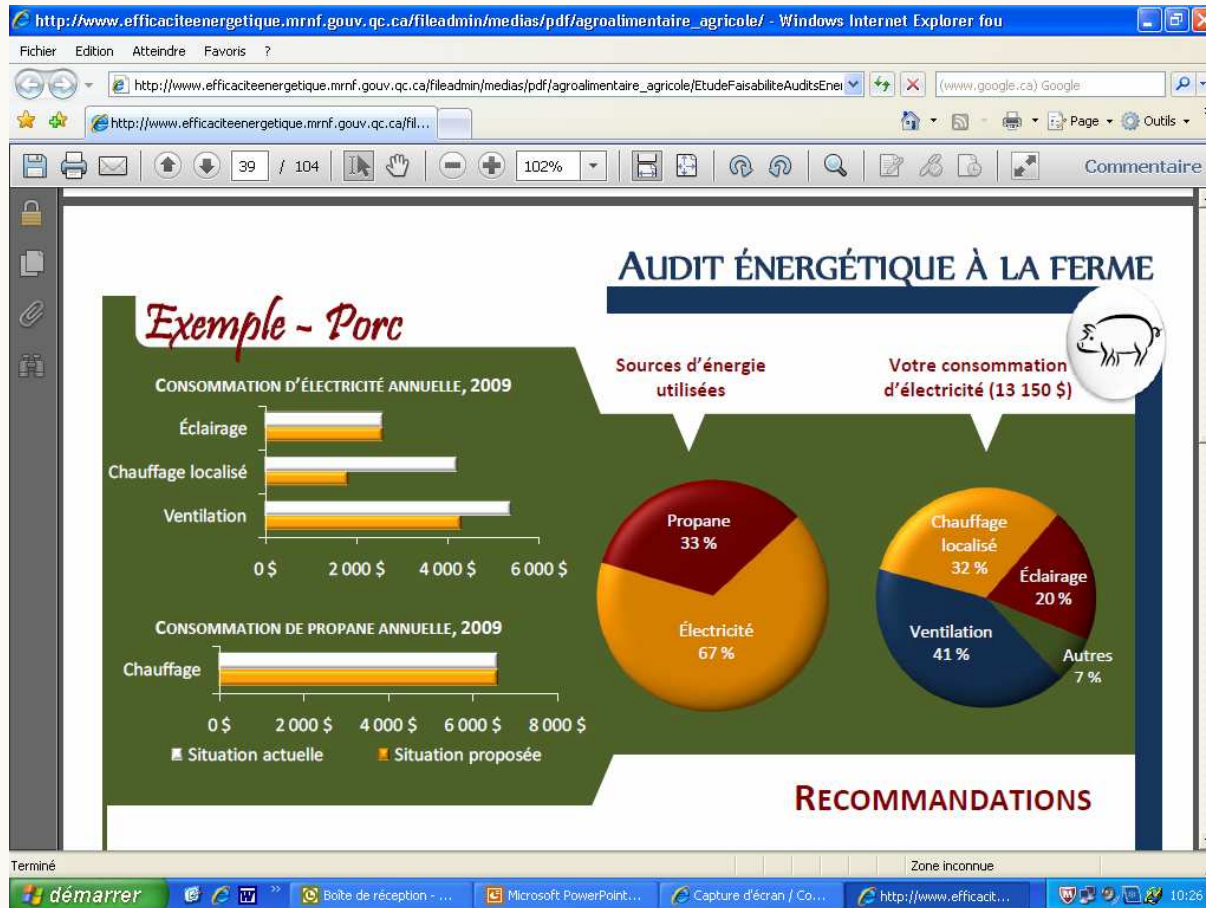 http://www.efficaciteenergetique.mrnf.gouv.qc.ca/fileadmin/medias/pdf/agroalimentaire_agricole/ - Windows Internet Explorer fou
Fichier Edition Atteindre Favoris ?
http://www.efficaciteenergetique.mrnf.gouv.qc.ca/fileadmin/medias/pdf/agroalimentaire_agricole/EtudeFaisabiliteAuditsEner
(www.google.ca) Google
http://www.efficaciteenergetique.mrnf.gouv.qc.ca/fil...
Page Outils
39 / 104 102% Commentaire
AUDIT ÉNERGÉTIQUE À LA FERME
Exemple - Porc
CONSOMMATION D'ÉLECTRICITÉ ANNUELLE, 2009
Éclairage
Chauffage localisé
Ventilation
0 $ 2 000 $ 4 000 $ 6 000 $
CONSOMMATION DE PROPANE ANNUELLE, 2009
Chauffage
0 $ 2 000 $ 4 000 $ 6 000 $ 8 000 $
Situation actuelle Situation proposée
Sources d'énergie
utilisées
Propane
33 %
Électricité
67 %
Votre consommation
d'électricité (13 150 $)
Chauffage
localisé
32 %
Éclairage
20 %
Ventilation
41 %
Autres
7 %
RECOMMANDATIONS
Terminé Zone inconnue
démarrer Boîte de réception - ... Microsoft PowerPoint... Capture d'écran / Co... http://www.efficacit... 10:26